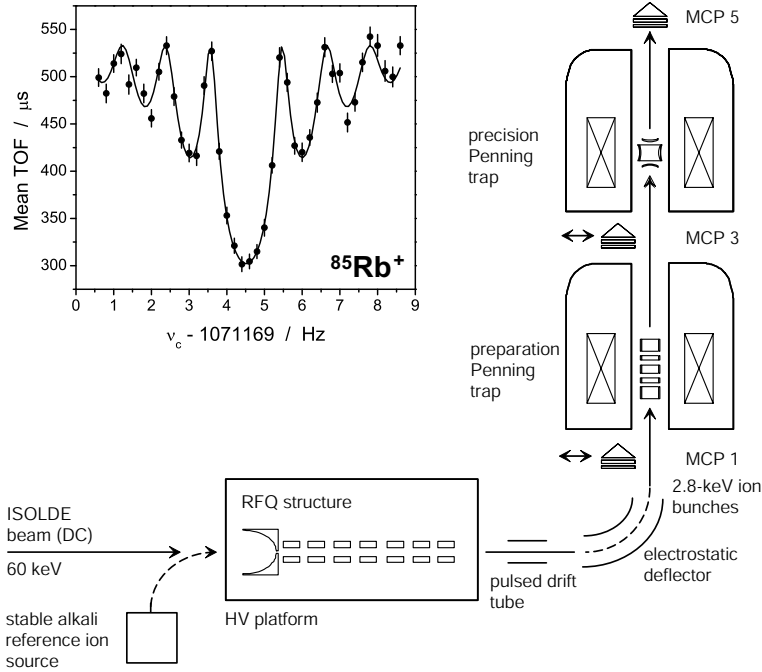 550
500
450
400
350
300
Mean TOF / μs
0 1 2 3 4 5 6 7 8 9
ν_c - 1071169 / Hz
⁸⁵Rb⁺
MCP 5
precision
Penning
trap
MCP 3
preparation
Penning
trap
MCP 1
2.8-keV ion
bunches
electrostatic
deflector
pulsed drift
tube
RFQ structure
HV platform
ISOLDE
beam (DC)
60 keV
stable alkali
reference ion
source